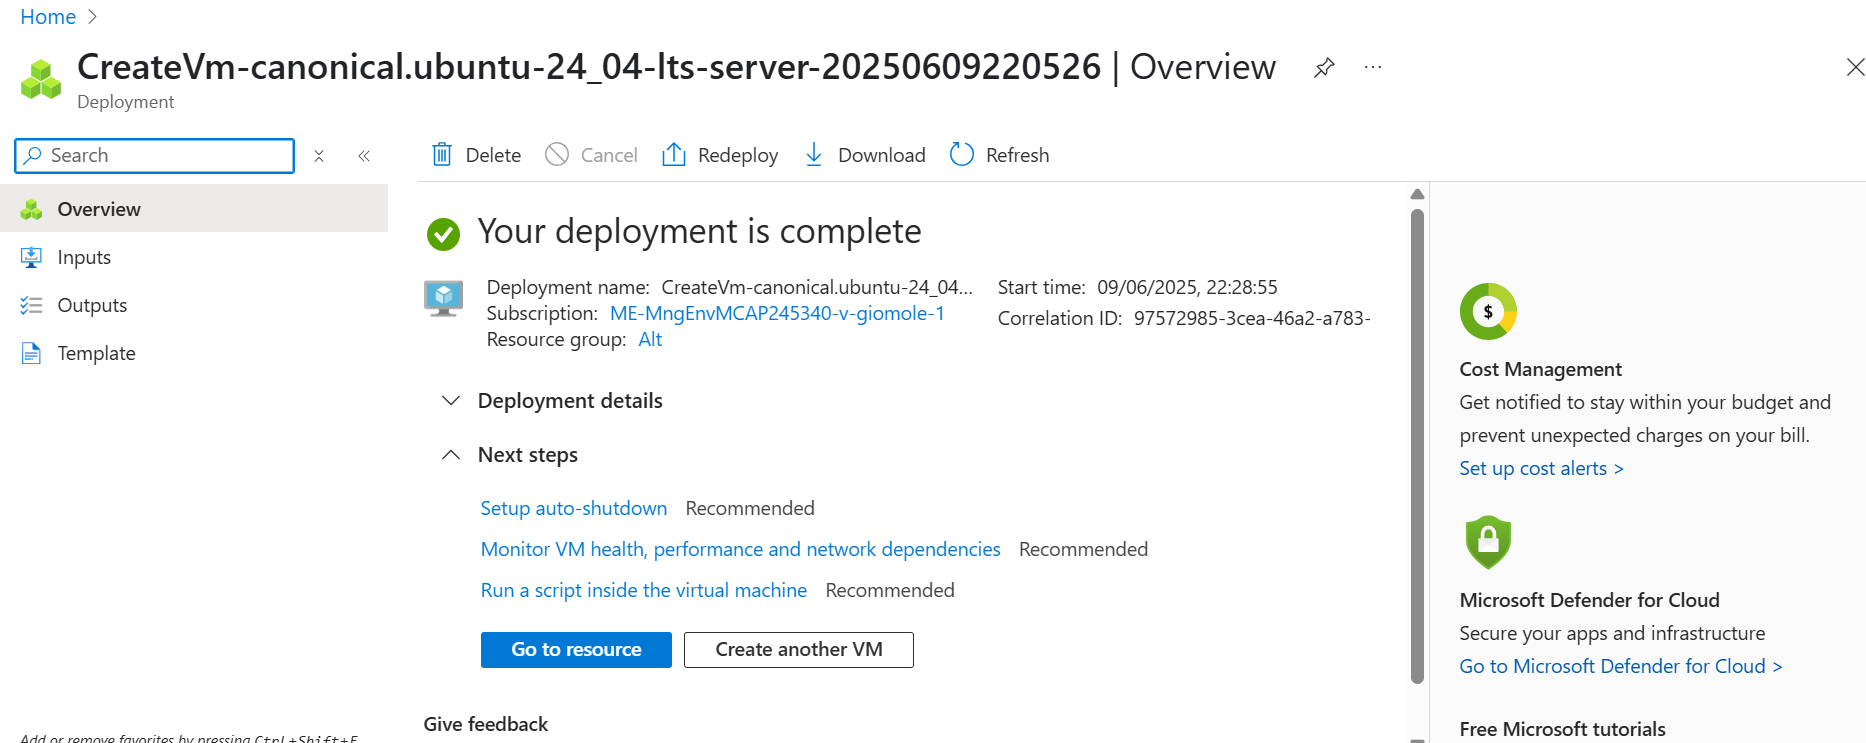 Home
CreateVm-canonical.ubuntu-24_04-lts-server-20250609220526 | Overview
Deployment
Search
Delete
Cancel
Redeploy
Download
Refresh
Overview
Inputs
Outputs
Template
Your deployment is complete
Deployment name: CreateVm-canonical.ubuntu-24_04...
Subscription: ME-MngEnvMCAP245340-v-giomole-1
Resource group: Alt
Start time: 09/06/2025, 22:28:55
Correlation ID: 97572985-3cea-46a2-a783-
Deployment details
Next steps
Setup auto-shutdown Recommended
Monitor VM health, performance and network dependencies Recommended
Run a script inside the virtual machine Recommended
Go to resource
Create another VM
Give feedback
Cost Management
Get notified to stay within your budget and
prevent unexpected charges on your bill.
Set up cost alerts >
Microsoft Defender for Cloud
Secure your apps and infrastructure
Go to Microsoft Defender for Cloud >
Free Microsoft tutorials
Add or remove favorites by pressing Ctrl+Shift+F